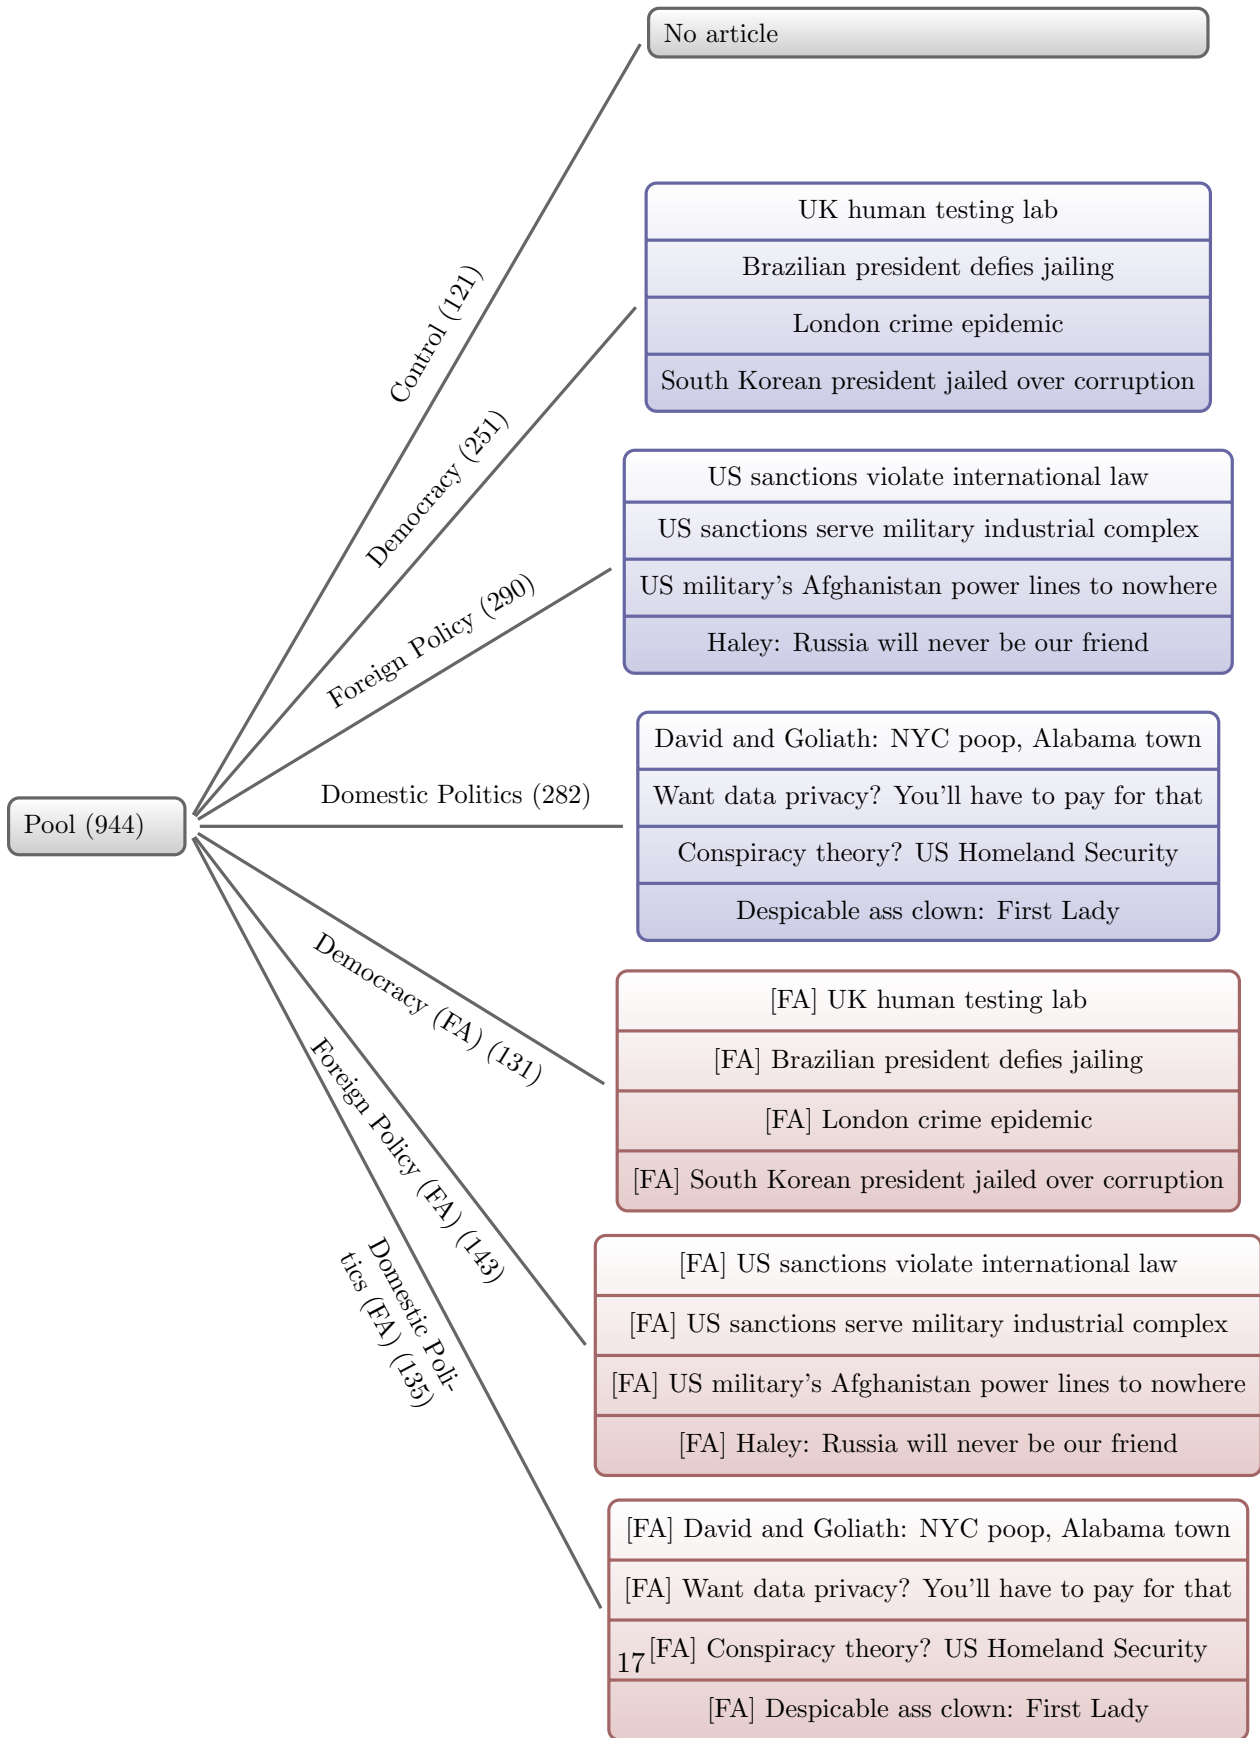 No article
Control (121)
UK human testing lab
Brazilian president defies jailing
London crime epidemic
South Korean president jailed over corruption
Democracy (251)
US sanctions violate international law
US sanctions serve military industrial complex
US military's Afghanistan power lines to nowhere
Haley: Russia will never be our friend
Foreign Policy (290)
David and Goliath: NYC poop, Alabama town
Want data privacy? You'll have to pay for that
Conspiracy theory? US Homeland Security
Despicable ass clown: First Lady
Domestic Politics (282)
Pool (944)
Democracy (FA) (131)
[FA] UK human testing lab
[FA] Brazilian president defies jailing
[FA] London crime epidemic
[FA] South Korean president jailed over corruption
Foreign Policy (FA) (143)
[FA] US sanctions violate international law
[FA] US sanctions serve military industrial complex
[FA] US military's Afghanistan power lines to nowhere
[FA] Haley: Russia will never be our friend
Domestic Poli-
tics (FA) (135)
[FA] David and Goliath: NYC poop, Alabama town
[FA] Want data privacy? You'll have to pay for that
[FA] Conspiracy theory? US Homeland Security
[FA] Despicable ass clown: First Lady
17